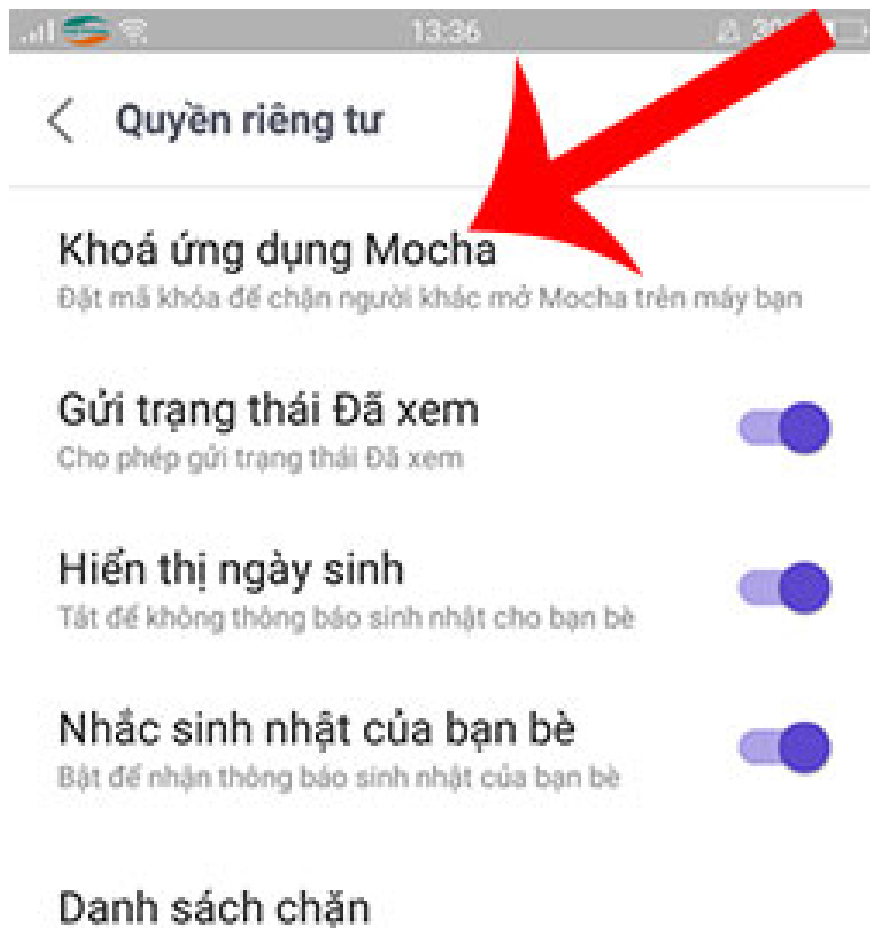 13:36
Quyền riêng tư
Khoá ứng dụng Mocha
Đặt mã khóa để chặn người khác mở Mocha trên máy bạn
Gửi trạng thái Đã xem
Cho phép gửi trạng thái Đã xem
Hiển thị ngày sinh
Tắt để không thông báo sinh nhật cho bạn bè
Nhắc sinh nhật của bạn bè
Bật để nhận thông báo sinh nhật của bạn bè
Danh sách chặn